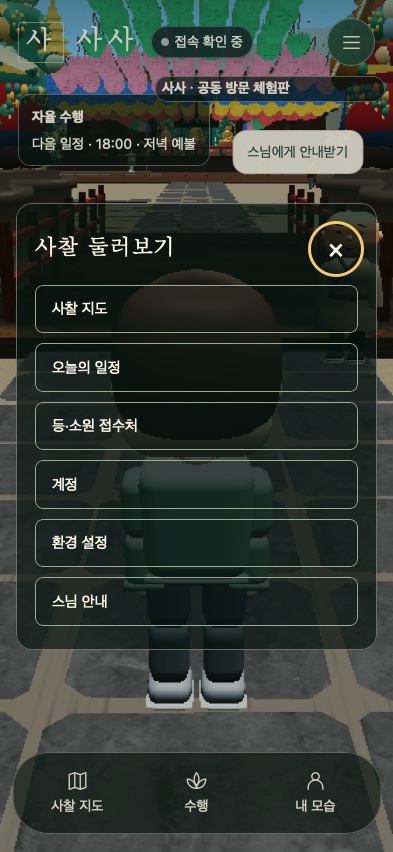 사 사사
접속 확인 중
사사 · 공동 방문 체험판
자율 수행
다음 일정 · 18:00 · 저녁 예불
스님에게 안내받기
사찰 둘러보기
사찰 지도
오늘의 일정
등·소원 접수처
계정
환경 설정
스님 안내
사찰 지도
수행
내 모습